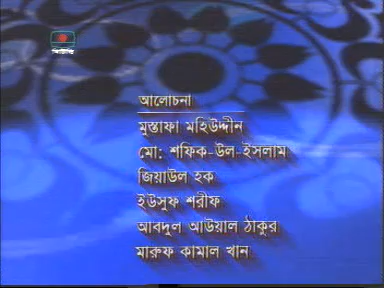 বিটিভি
আলোচনা
মুস্তাফা মহিউদ্দীন
মো: শফিক-উল-ইসলাম
জিয়াউল হক
ইউসুফ শরীফ
আবদুল আউয়াল ঠাকুর
মারুফ কামাল খান